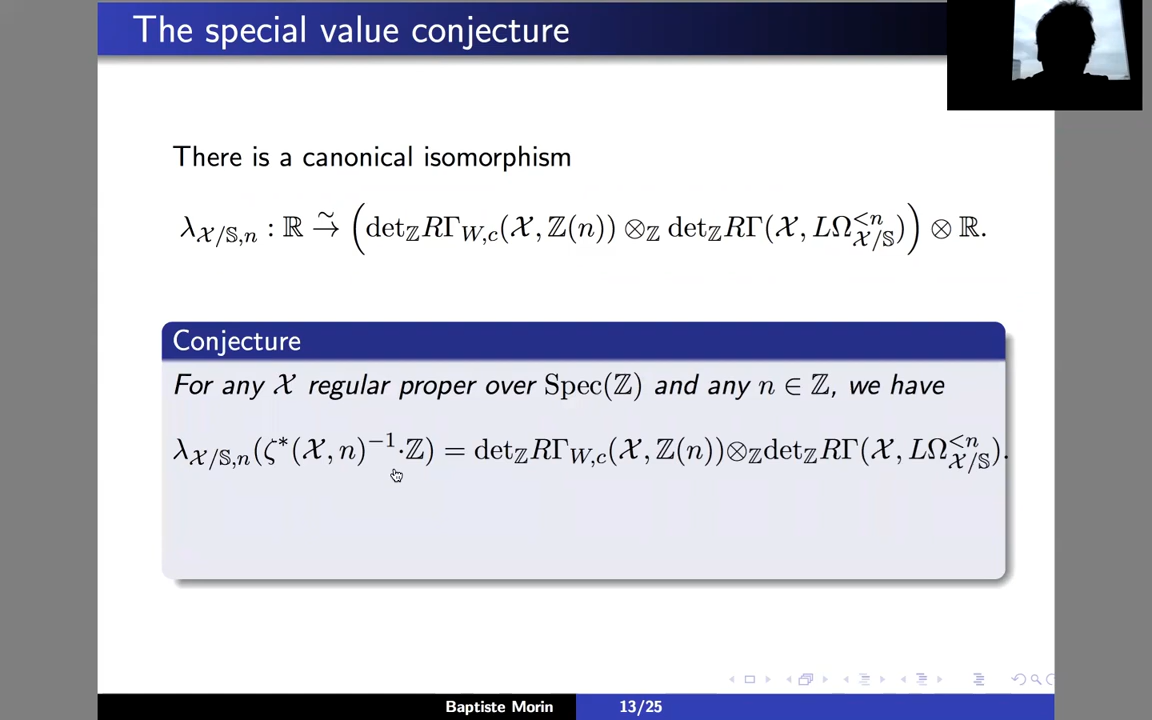 The special value conjecture
There is a canonical isomorphism
λ_{𝒳/𝕊,n} : ℝ ⥲ (det_ℤ RΓ_{W,c}(𝒳, ℤ(n)) ⊗_ℤ det_ℤ RΓ(𝒳, LΩ^{<n}_{𝒳/𝕊})) ⊗ ℝ.
Conjecture
For any 𝒳 regular proper over Spec(ℤ) and any n ∈ ℤ, we have
λ_{𝒳/𝕊,n}(ζ*(𝒳, n)^{−1}·ℤ) = det_ℤ RΓ_{W,c}(𝒳, ℤ(n))⊗_ℤ det_ℤ RΓ(𝒳, LΩ^{<n}_{𝒳/𝕊}).
Baptiste Morin
13/25